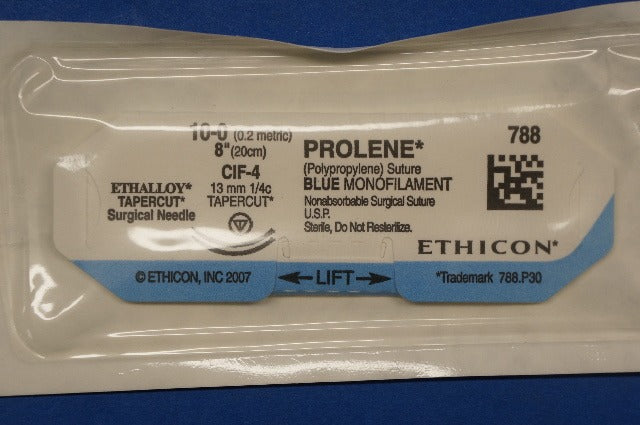 10-0 (0.2 metric)
8" (20cm)
CIF-4
13 mm 1/4c
TAPERCUT*
ETHALLOY*
TAPERCUT*
Surgical Needle
PROLENE*
(Polypropylene) Suture
BLUE MONOFILAMENT
Nonabsorbable Surgical Suture
U.S.P.
Sterile, Do Not Resterilize.
788
ETHICON*
© ETHICON, INC 2007
LIFT
*Trademark 788.P30